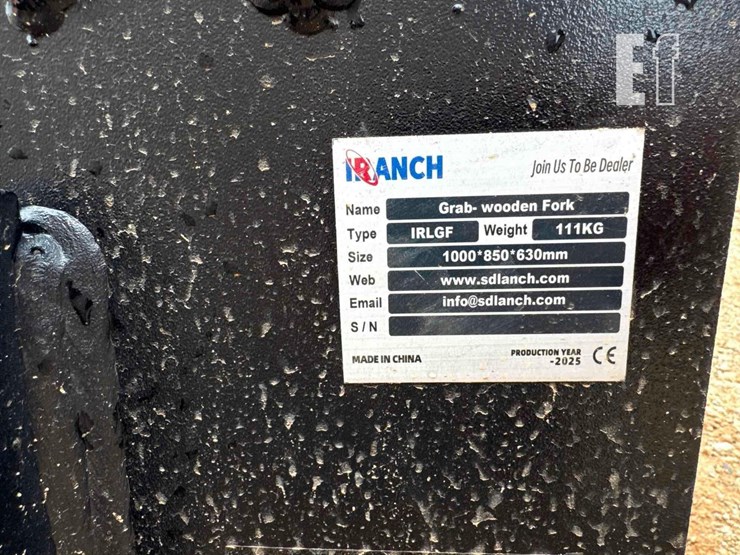 Ef
IRANCH Join Us To Be Dealer
Name Grab- wooden Fork
Type IRLGF Weight 111KG
Size 1000*850*630mm
Web www.sdlanch.com
Email info@sdlanch.com
S / N
MADE IN CHINA PRODUCTION YEAR CE
-2025